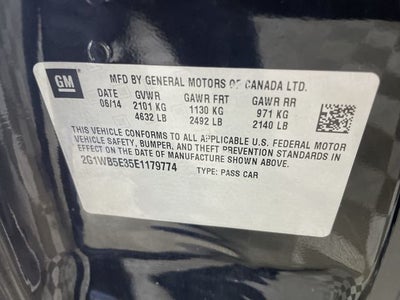 GM MFD BY GENERAL MOTORS OF CANADA LTD.
DATE GVWR GAWR FRT GAWR RR
06/14 2101 KG 1130 KG 971 KG
4632 LB 2492 LB 2140 LB
THIS VEHICLE CONFORMS TO ALL APPLICABLE U.S. FEDERAL MOTOR
VEHICLE SAFETY, BUMPER, AND THEFT PREVENTION STANDARDS IN
EFFECT ON THE DATE OF MANUFACTURE SHOWN ABOVE.
2G1WB5E35E1179774 TYPE: PASS CAR